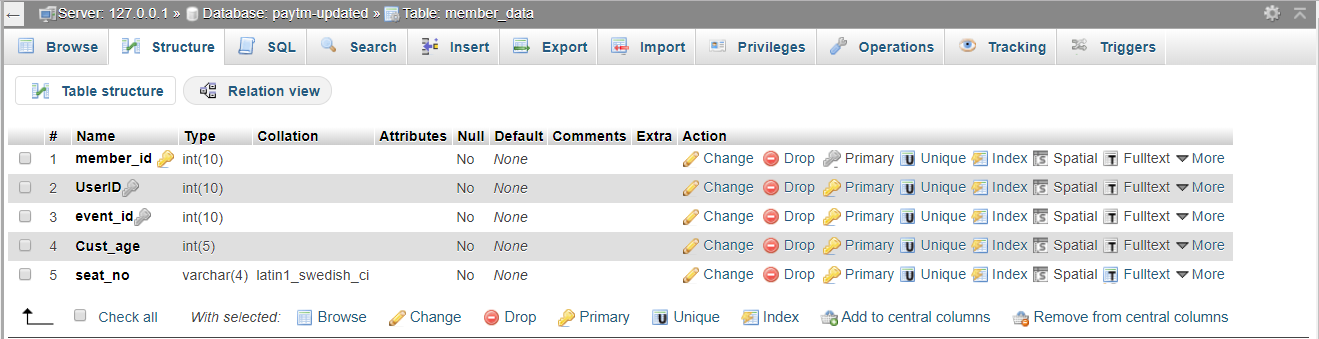 Server: 127.0.0.1 » Database: paytm-updated » Table: member_data
Browse Structure SQL Search Insert Export Import Privileges Operations Tracking Triggers
Table structure Relation view
# Name Type Collation Attributes Null Default Comments Extra Action
1 member_id int(10) No None Change Drop Primary Unique Index Spatial Fulltext More
2 UserID int(10) No None Change Drop Primary Unique Index Spatial Fulltext More
3 event_id int(10) No None Change Drop Primary Unique Index Spatial Fulltext More
4 Cust_age int(5) No None Change Drop Primary Unique Index Spatial Fulltext More
5 seat_no varchar(4) latin1_swedish_ci No None Change Drop Primary Unique Index Spatial Fulltext More
Check all With selected: Browse Change Drop Primary Unique Index Add to central columns Remove from central columns